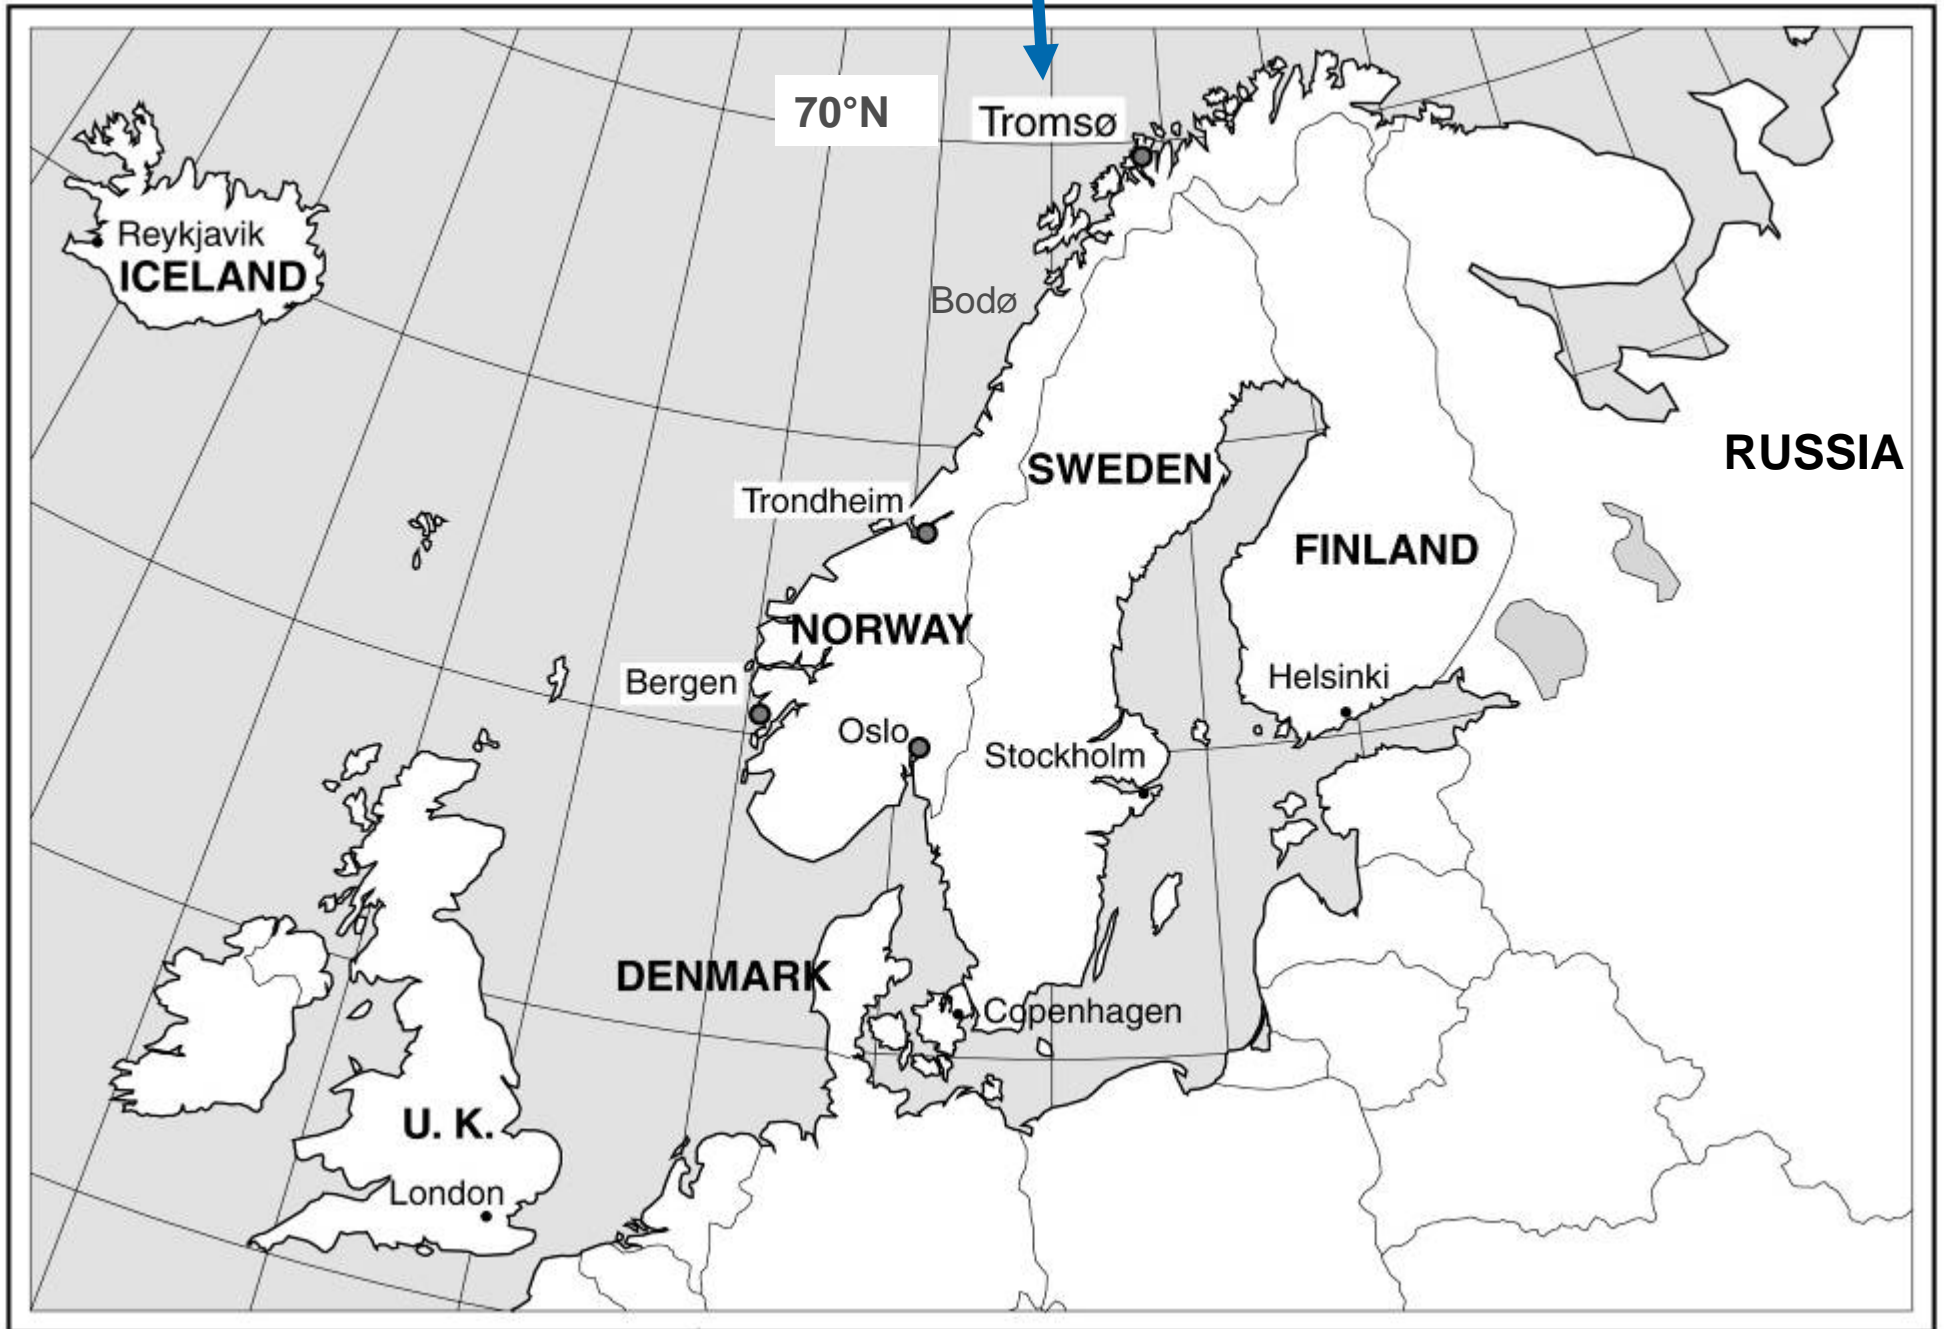 70°N
Tromsø
Reykjavik
ICELAND
Bodø
RUSSIA
SWEDEN
Trondheim
FINLAND
NORWAY
Bergen
Helsinki
Oslo
Stockholm
DENMARK
Copenhagen
U. K.
London